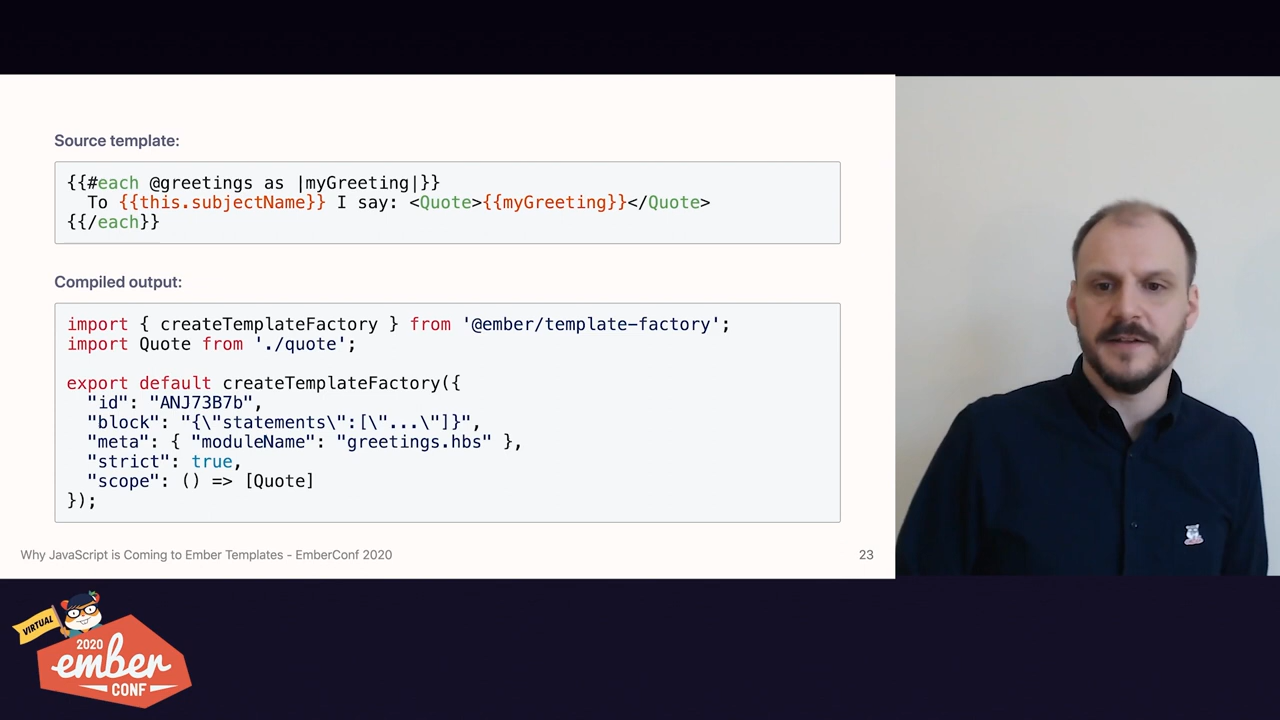 Source template:
{{#each @greetings as |myGreeting|}}
  To {{this.subjectName}} I say: <Quote>{{myGreeting}}</Quote>
{{/each}}
Compiled output:
import { createTemplateFactory } from '@ember/template-factory';
import Quote from './quote';
export default createTemplateFactory({
  "id": "ANJ73B7b",
  "block": "{\"statements\":[\"...\"]}",
  "meta": { "moduleName": "greetings.hbs" },
  "strict": true,
  "scope": () => [Quote]
});
Why JavaScript is Coming to Ember Templates - EmberConf 2020
23
VIRTUAL
2020
ember
CONF